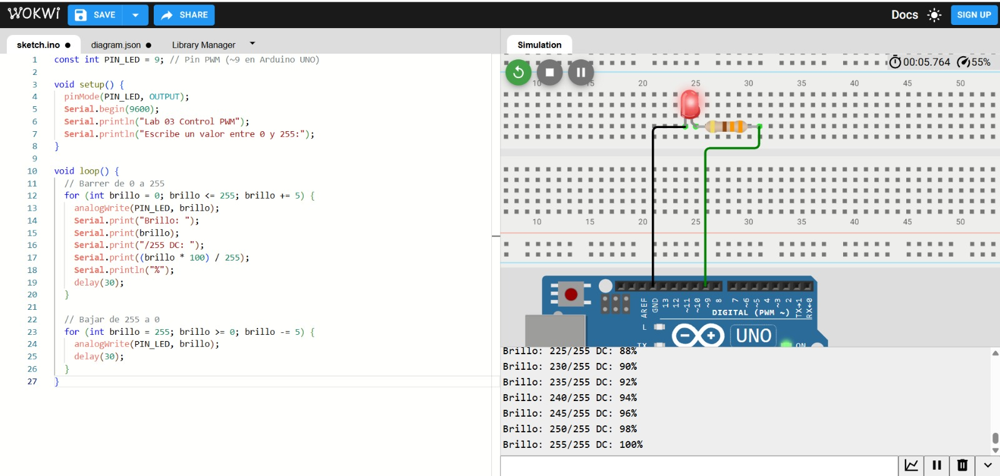 WOKWI SAVE SHARE Docs SIGN UP
sketch.ino ● diagram.json ● Library Manager
1 const int PIN_LED = 9; // Pin PWM (~9 en Arduino UNO)
2
3 void setup() {
4 pinMode(PIN_LED, OUTPUT);
5 Serial.begin(9600);
6 Serial.println("Lab 03 Control PWM");
7 Serial.println("Escribe un valor entre 0 y 255:");
8 }
9
10 void loop() {
11 // Barrer de 0 a 255
12 for (int brillo = 0; brillo <= 255; brillo += 5) {
13 analogWrite(PIN_LED, brillo);
14 Serial.print("Brillo: ");
15 Serial.print(brillo);
16 Serial.print("/255 DC: ");
17 Serial.print((brillo * 100) / 255);
18 Serial.println("%");
19 delay(30);
20 }
21
22 // Bajar de 255 a 0
23 for (int brillo = 255; brillo >= 0; brillo -= 5) {
24 analogWrite(PIN_LED, brillo);
25 delay(30);
26 }
27 }
Simulation
00:05.764 55%
10 20 25 30 35 40 45 50
10 15 20 25 30 35 40 45 50
AREF GND 13 12 ~11 ~10 ~9 8 7 ~6 ~5 4 ~3 2 TX→1 RX←0
DIGITAL (PWM ~)
L
UNO
TX ON
Brillo: 225/255 DC: 88%
Brillo: 230/255 DC: 90%
Brillo: 235/255 DC: 92%
Brillo: 240/255 DC: 94%
Brillo: 245/255 DC: 96%
Brillo: 250/255 DC: 98%
Brillo: 255/255 DC: 100%